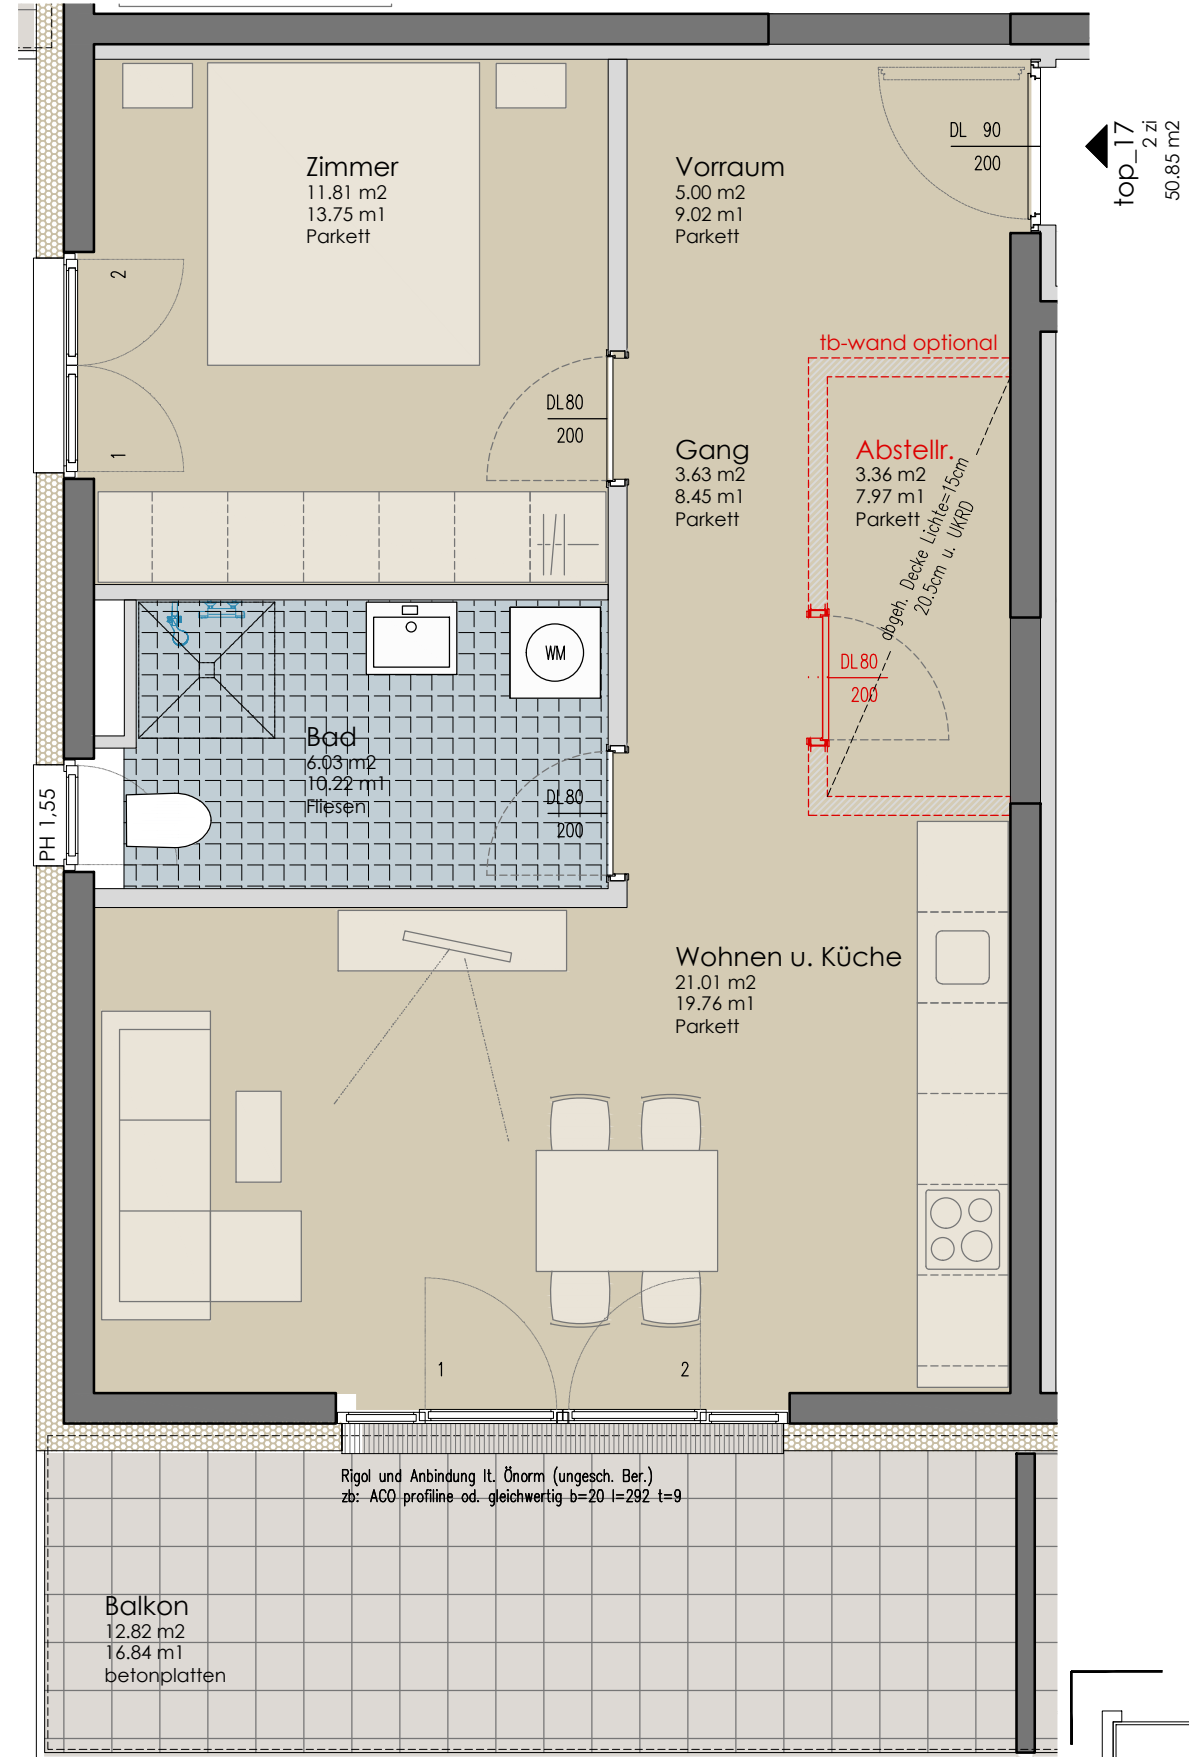 Zimmer
11.81 m2
13.75 m1
Parkett
Vorraum
5.00 m2
9.02 m1
Parkett
DL 90
200
top_17
2 zi
50.85 m2
2
1
DL80
200
tb-wand optional
Gang
3.63 m2
8.45 m1
Parkett
Abstellr.
3.36 m2
7.97 m1
Parkett
abgeh. Decke Lichte=15cm
20.5cm u. UKRD
DL80
200
WM
Bad
6.03 m2
10.22 m1
Fliesen
DL80
200
PH 1,55
Wohnen u. Küche
21.01 m2
19.76 m1
Parkett
1
2
Rigol und Anbindung lt. Önorm (ungesch. Ber.)
zb: ACO profiline od. gleichwertig b=20 l=292 t=9
Balkon
12.82 m2
16.84 m1
betonplatten